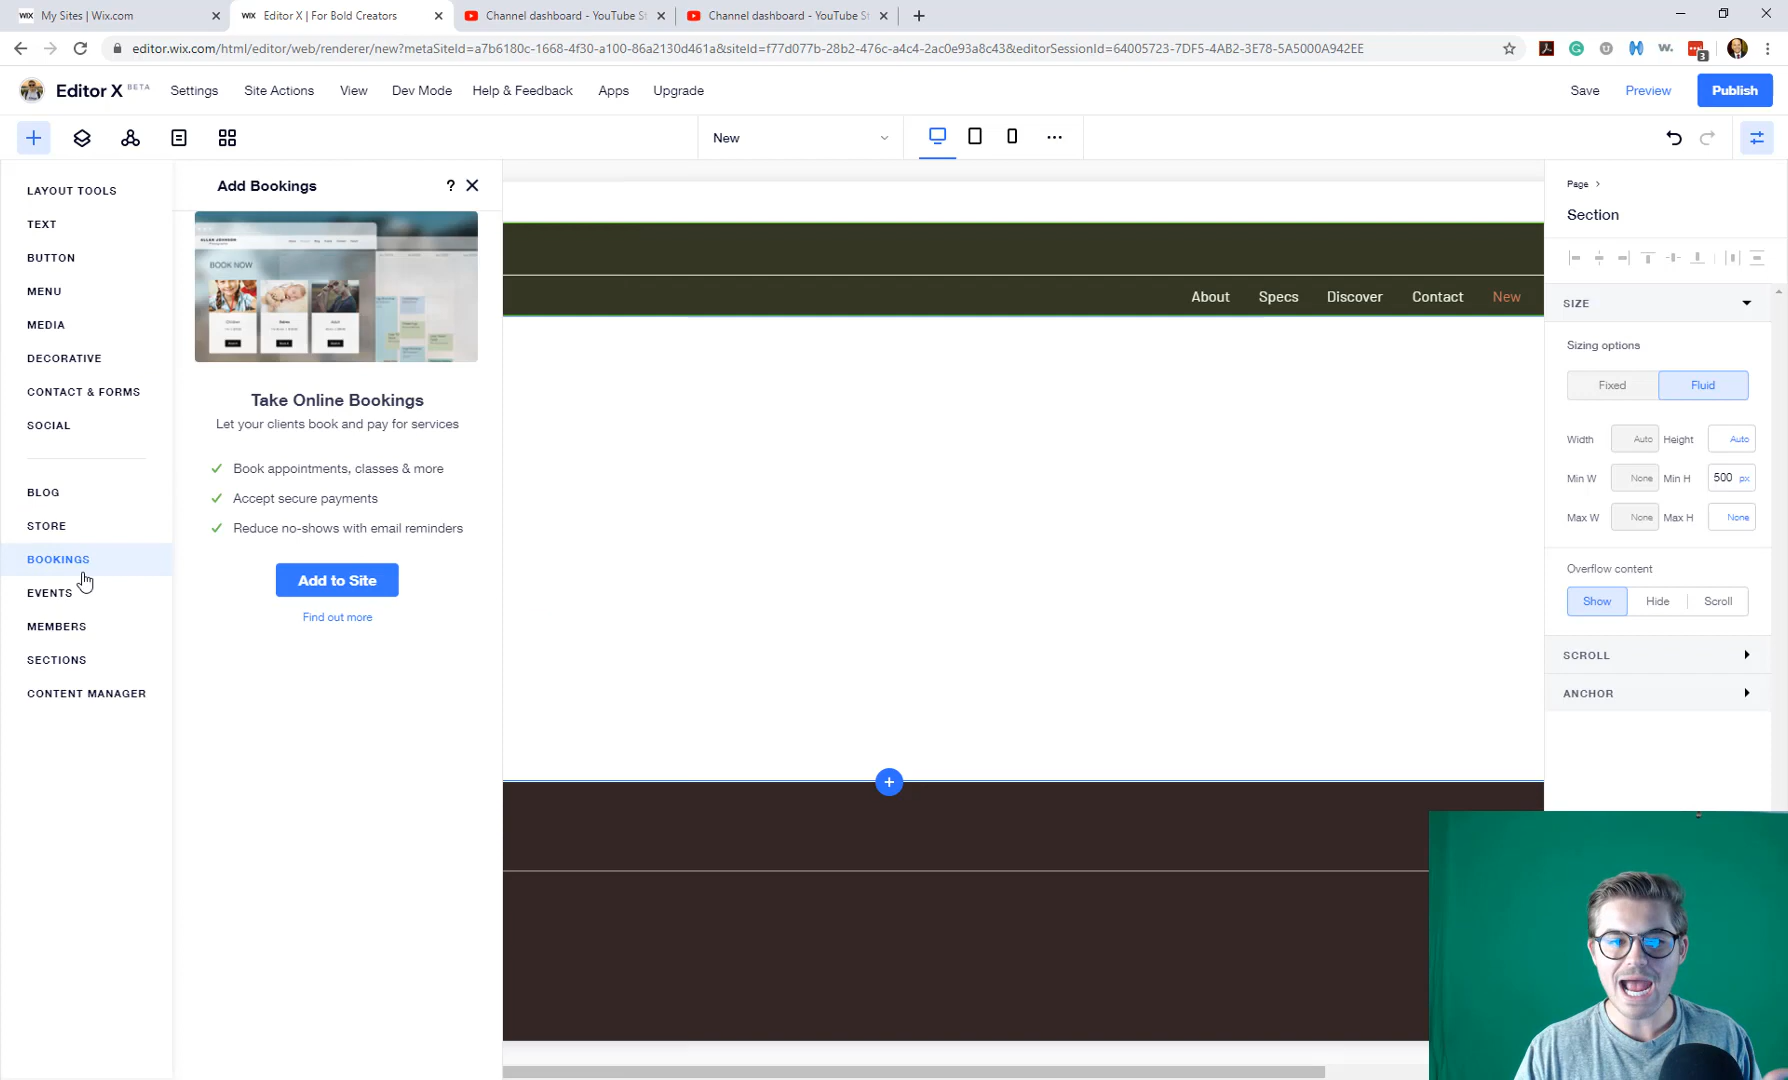 WIX My Sites | Wix.com
WIX Editor X | For Bold Creators
Channel dashboard - YouTube St
Channel dashboard - YouTube St
editor.wix.com/html/editor/web/renderer/new?metaSiteId=a7b6180c-1668-4f30-a100-86a2130d461a&siteId=f77d077b-28b2-476c-a4c4-2ac0e93a8c43&editorSessionId=64005723-7DF5-4AB2-3E78-5A5000A942EE
W.
3
Editor X BETA
Settings
Site Actions
View
Dev Mode
Help & Feedback
Apps
Upgrade
Save
Preview
Publish
New
LAYOUT TOOLS
TEXT
BUTTON
MENU
MEDIA
DECORATIVE
CONTACT & FORMS
SOCIAL
BLOG
STORE
BOOKINGS
EVENTS
MEMBERS
SECTIONS
CONTENT MANAGER
Add Bookings
?
BOOK NOW
Take Online Bookings
Let your clients book and pay for services
Book appointments, classes & more
Accept secure payments
Reduce no-shows with email reminders
Add to Site
Find out more
About Specs Discover Contact New
Page
Section
SIZE
Sizing options
Fixed Fluid
Width Auto Height Auto
Min W None Min H 500 px
Max W None Max H None
Overflow content
Show Hide Scroll
SCROLL
ANCHOR